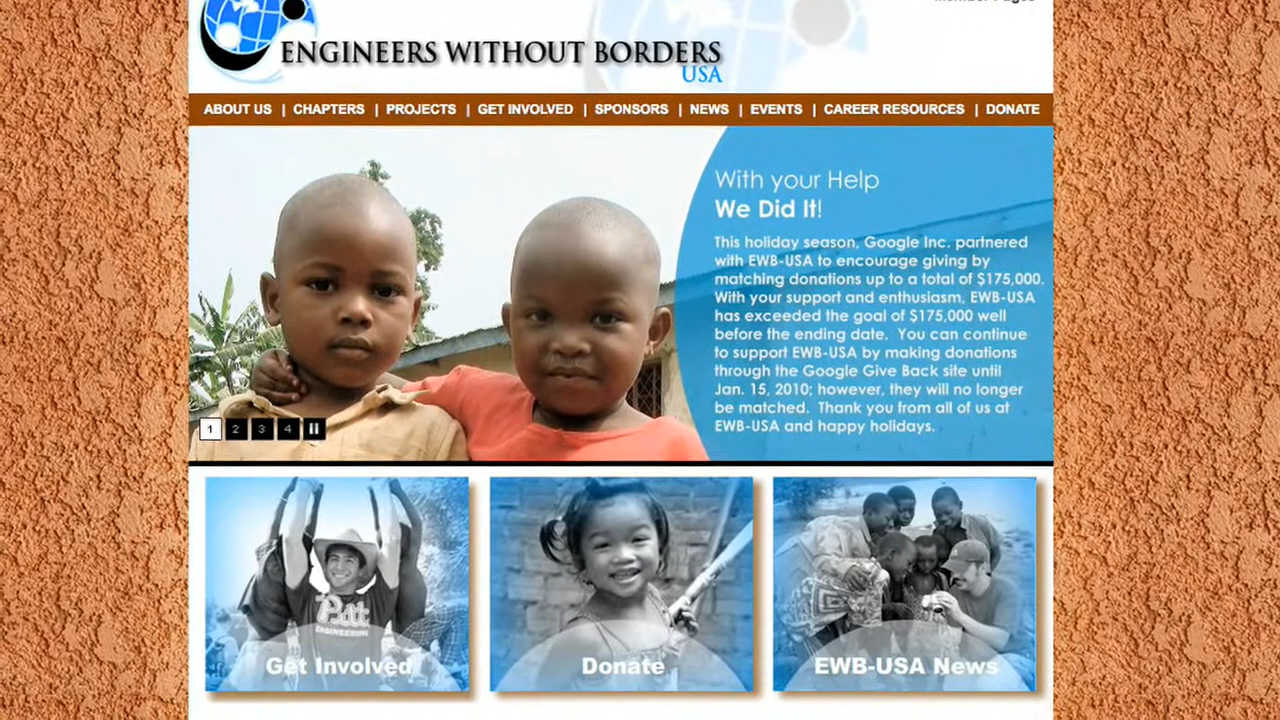 Member Pages
ENGINEERS WITHOUT BORDERS
USA
ABOUT US | CHAPTERS | PROJECTS | GET INVOLVED | SPONSORS | NEWS | EVENTS | CAREER RESOURCES | DONATE
With your Help
We Did It!
This holiday season, Google Inc. partnered
with EWB-USA to encourage giving by
matching donations up to a total of $175,000.
With your support and enthusiasm, EWB-USA
has exceeded the goal of $175,000 well
before the ending date. You can continue
to support EWB-USA by making donations
through the Google Give Back site until
Jan. 15, 2010; however, they will no longer
be matched. Thank you from all of us at
EWB-USA and happy holidays.
1 2 3 4
Pitt
ENGINEERING
Get Involved
Donate
EWB-USA News